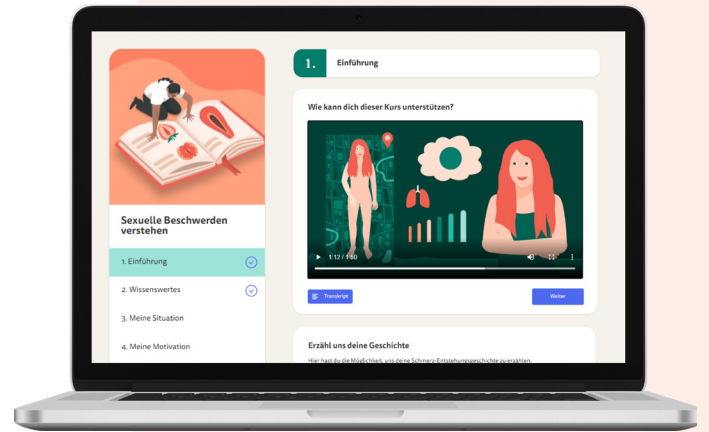 Sexuelle Beschwerden
verstehen
1. Einführung
2. Wissenswertes
3. Meine Situation
4. Meine Motivation
1. Einführung
Wie kann dich dieser Kurs unterstützen?
1:12 / 1:50
Transkript
Weiter
Erzähl uns deine Geschichte
Hier hast du die Möglichkeit, uns deine Schmerz-Entstehungsgeschichte zu erzählen.